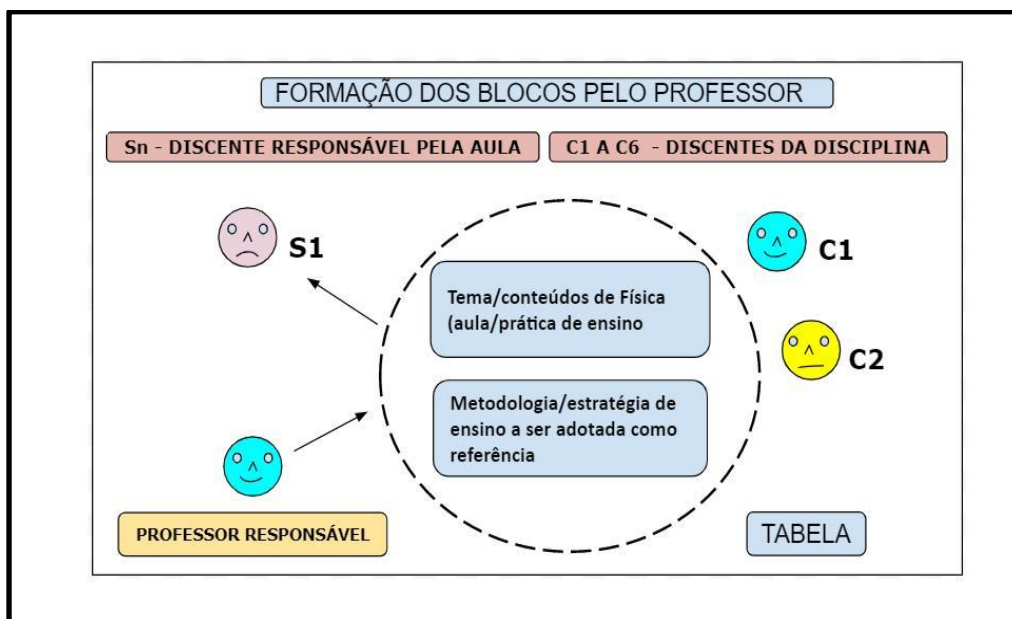 FORMAÇÃO DOS BLOCOS PELO PROFESSOR
Sn - DISCENTE RESPONSÁVEL PELA AULA
C1 A C6 - DISCENTES DA DISCIPLINA
S1
C1
Tema/conteúdos de Física
(aula/prática de ensino
C2
Metodologia/estratégia de
ensino a ser adotada como
referência
PROFESSOR RESPONSÁVEL
TABELA